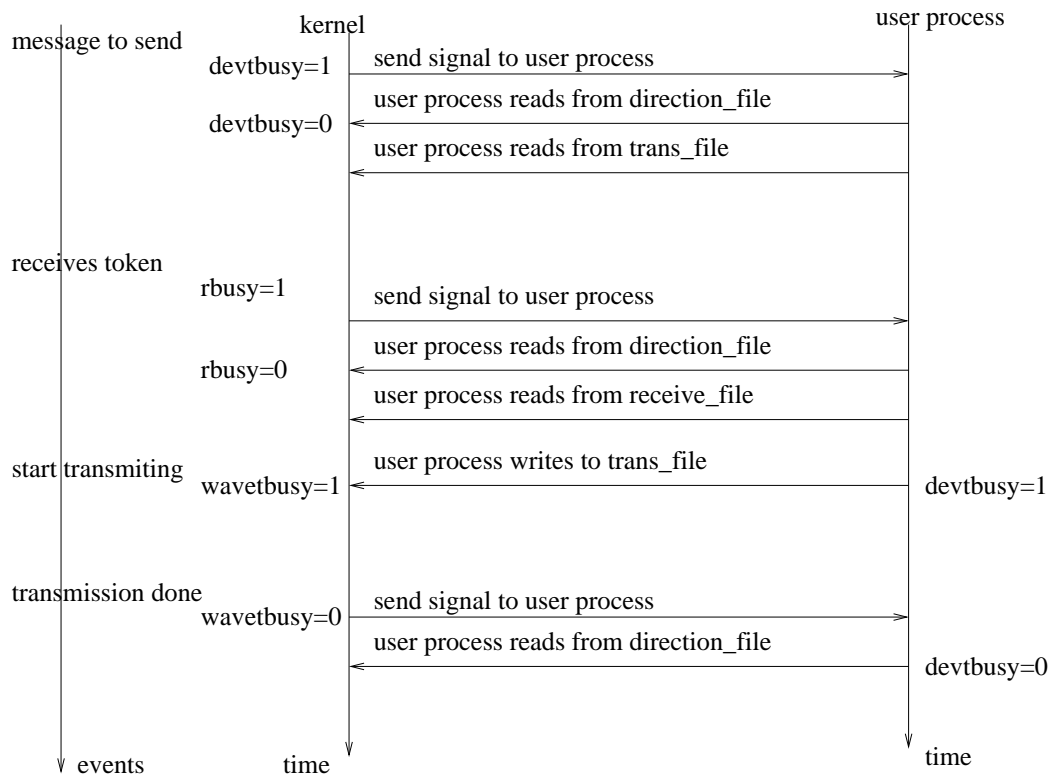 kernel
user process
message to send
devtbusy=1
send signal to user process
user process reads from direction_file
devtbusy=0
user process reads from trans_file
receives token
rbusy=1
send signal to user process
user process reads from direction_file
rbusy=0
user process reads from receive_file
start transmiting
user process writes to trans_file
wavetbusy=1
devtbusy=1
transmission done
send signal to user process
wavetbusy=0
user process reads from direction_file
devtbusy=0
events
time
time